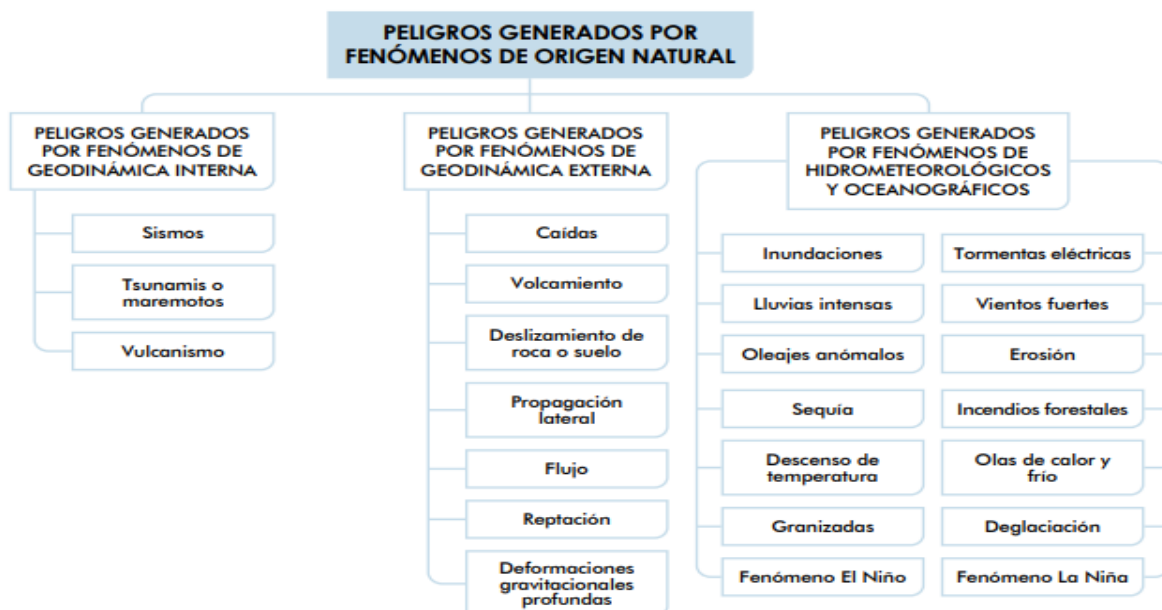 PELIGROS GENERADOS POR
FENÓMENOS DE ORIGEN NATURAL
PELIGROS GENERADOS
POR FENÓMENOS DE
GEODINÁMICA INTERNA
Sismos
Tsunamis o
maremotos
Vulcanismo
PELIGROS GENERADOS
POR FENÓMENOS DE
GEODINÁMICA EXTERNA
Caídas
Volcamiento
Deslizamiento de
roca o suelo
Propagación
lateral
Flujo
Reptación
Deformaciones
gravitacionales
profundas
PELIGROS GENERADOS
POR FENÓMENOS DE
HIDROMETEOROLÓGICOS
Y OCEANOGRÁFICOS
Inundaciones
Lluvias intensas
Oleajes anómalos
Sequía
Descenso de
temperatura
Granizadas
Fenómeno El Niño
Tormentas eléctricas
Vientos fuertes
Erosión
Incendios forestales
Olas de calor y
frío
Deglaciación
Fenómeno La Niña